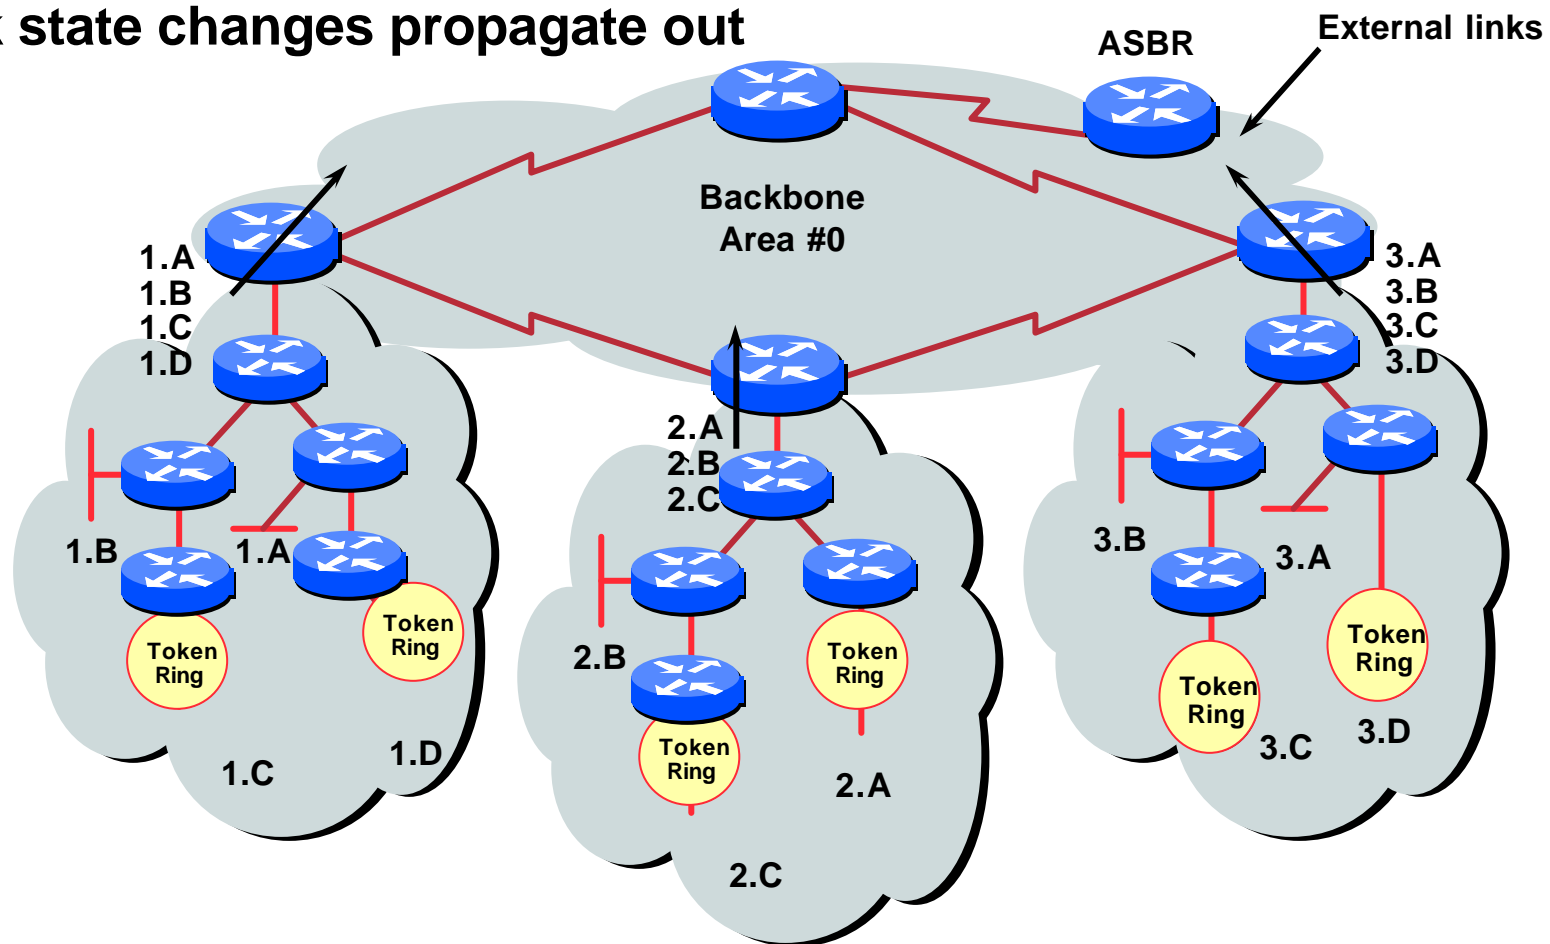 state changes propagate out
ASBR
External links
Backbone
Area #0
1.A
1.B
1.C
1.D
3.A
3.B
3.C
3.D
2.A
2.B
2.C
1.B
1.A
Token
Ring
Token
Ring
1.C
1.D
2.B
Token
Ring
Token
Ring
2.A
2.C
3.B
3.A
Token
Ring
Token
Ring
3.C
3.D